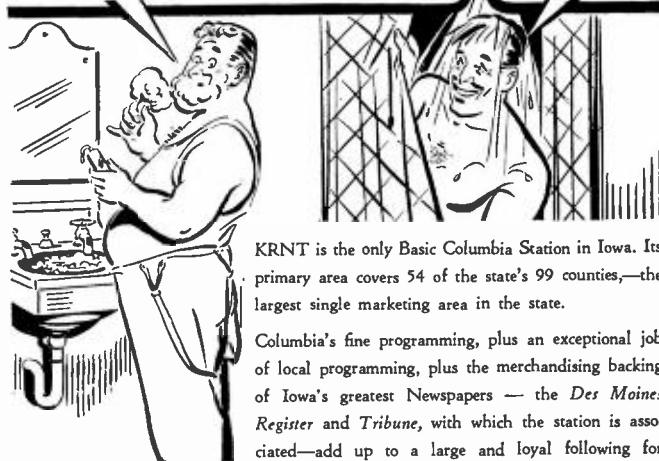 KRNT is the only Basic Columbia Station in Iowa. Its
primary area covers 54 of the state's 99 counties,—the
largest single marketing area in the state.
Columbia's fine programming, plus an exceptional job
of local programming, plus the merchandising backing
of Iowa's greatest Newspapers — the Des Moines
Register and Tribune, with which the station is asso
ciated—add up to a large and loyal following for